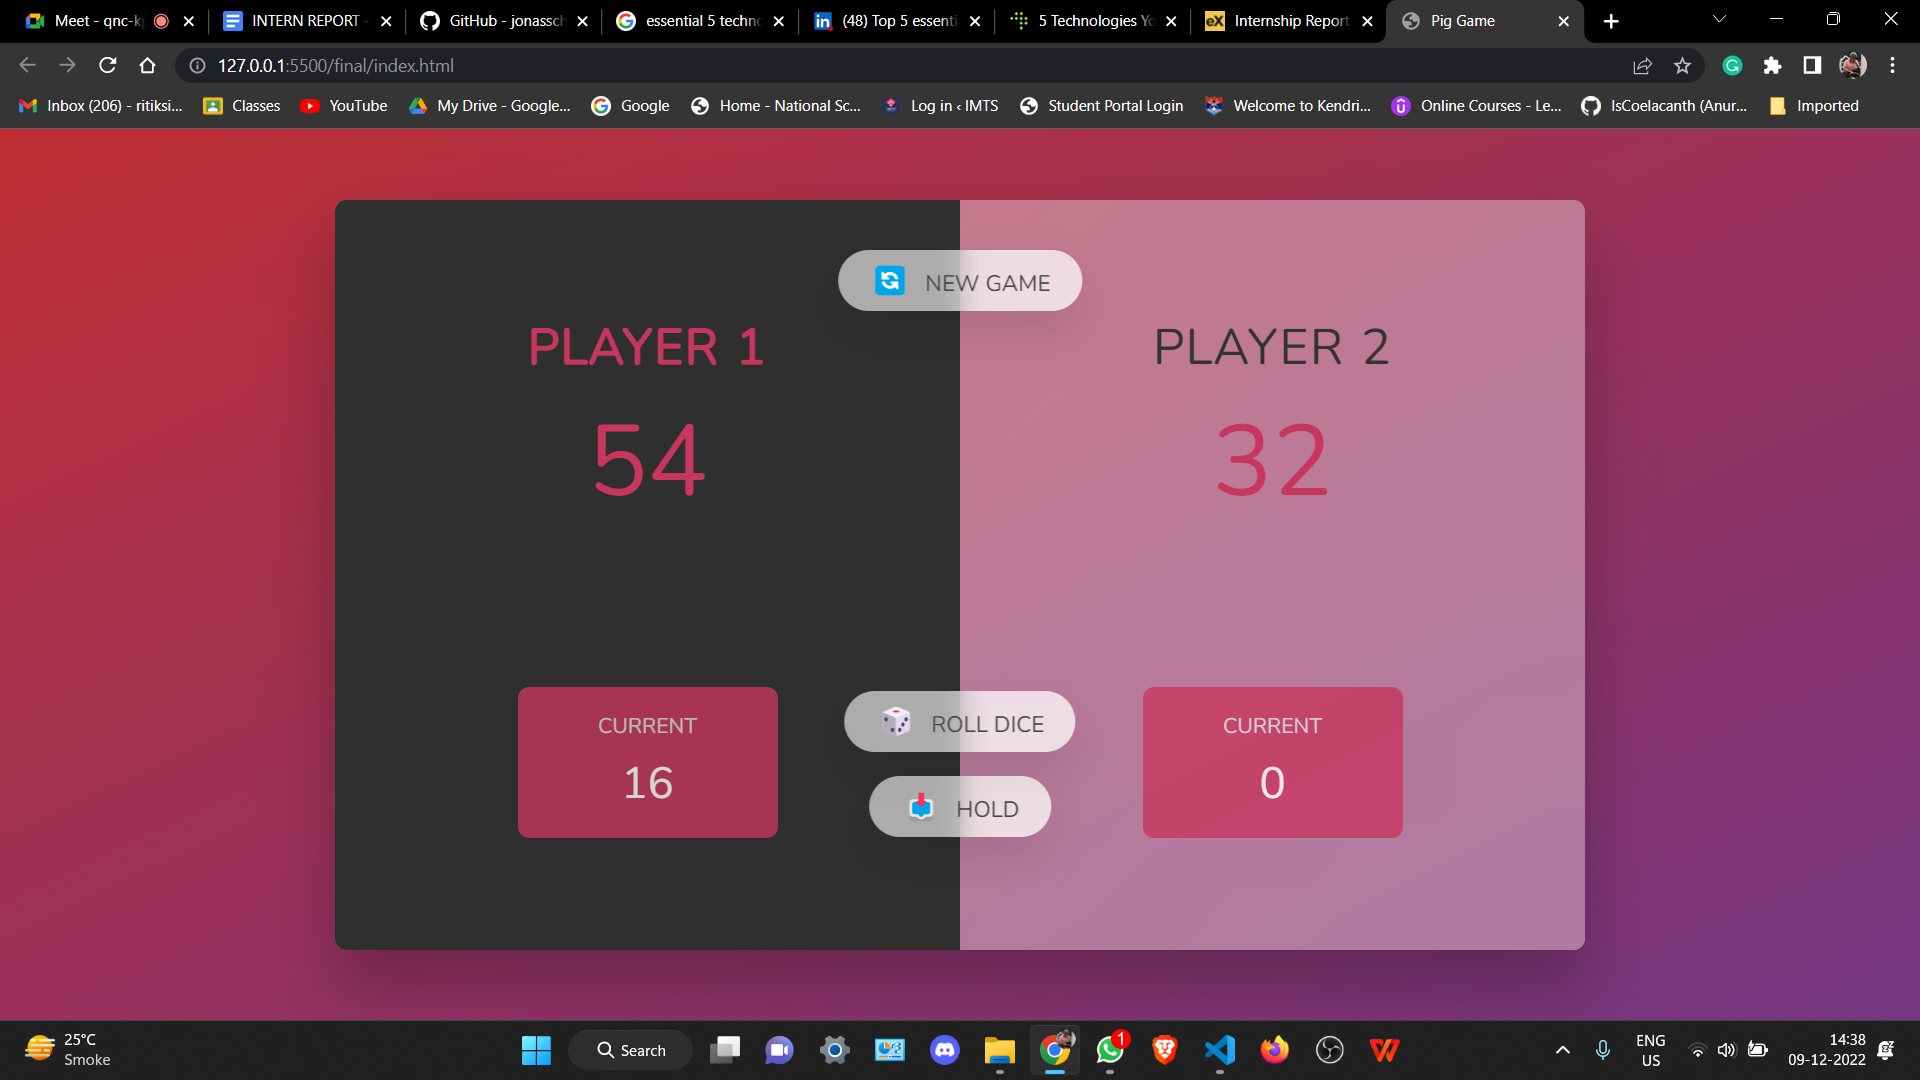 Meet - qnc-k
INTERN REPORT -
GitHub - jonassch
essential 5 techno
(48) Top 5 essenti
5 Technologies Yo
Internship Report
Pig Game
127.0.0.1:5500/final/index.html
Inbox (206) - ritiksi...
Classes
YouTube
My Drive - Google...
Google
Home - National Sc...
Log in ‹ IMTS
Student Portal Login
Welcome to Kendri...
Online Courses - Le...
IsCoelacanth (Anur...
Imported
NEW GAME
PLAYER 1
PLAYER 2
54
32
CURRENT
16
ROLL DICE
HOLD
CURRENT
0
25°C
Smoke
Search
1
ENG
US
14:38
09-12-2022